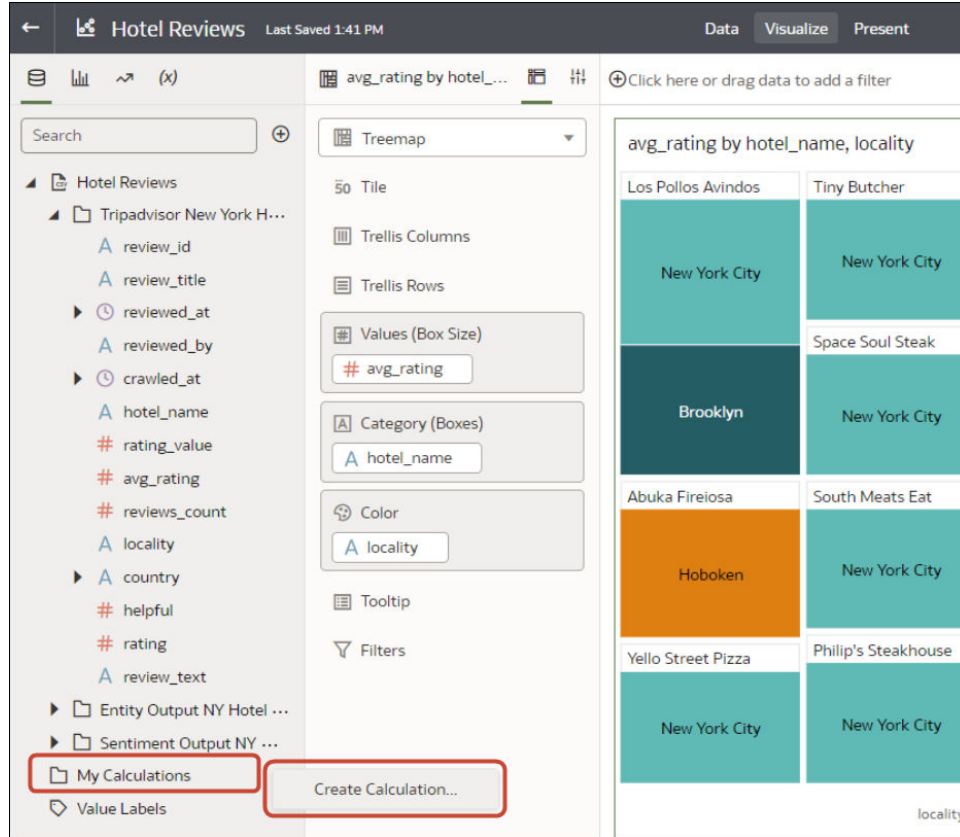 Hotel Reviews Last Saved 1:41 PM
Data Visualize Present
(x)
avg_rating by hotel_...
Click here or drag data to add a filter
Search
Hotel Reviews
Tripadvisor New York H...
A review_id
A review_title
reviewed_at
A reviewed_by
crawled_at
A hotel_name
# rating_value
# avg_rating
# reviews_count
A locality
A country
# helpful
# rating
A review_text
Entity Output NY Hotel ...
Sentiment Output NY ...
My Calculations
Value Labels
Create Calculation...
Treemap
50 Tile
Trellis Columns
Trellis Rows
# Values (Box Size)
# avg_rating
A Category (Boxes)
A hotel_name
Color
A locality
Tooltip
Filters
avg_rating by hotel_name, locality
Los Pollos Avindos
New York City
Brooklyn
Tiny Butcher
New York City
Space Soul Steak
New York City
Abuka Fireiosa
Hoboken
South Meats Eat
New York City
Yello Street Pizza
New York City
Philip's Steakhouse
New York City
locality